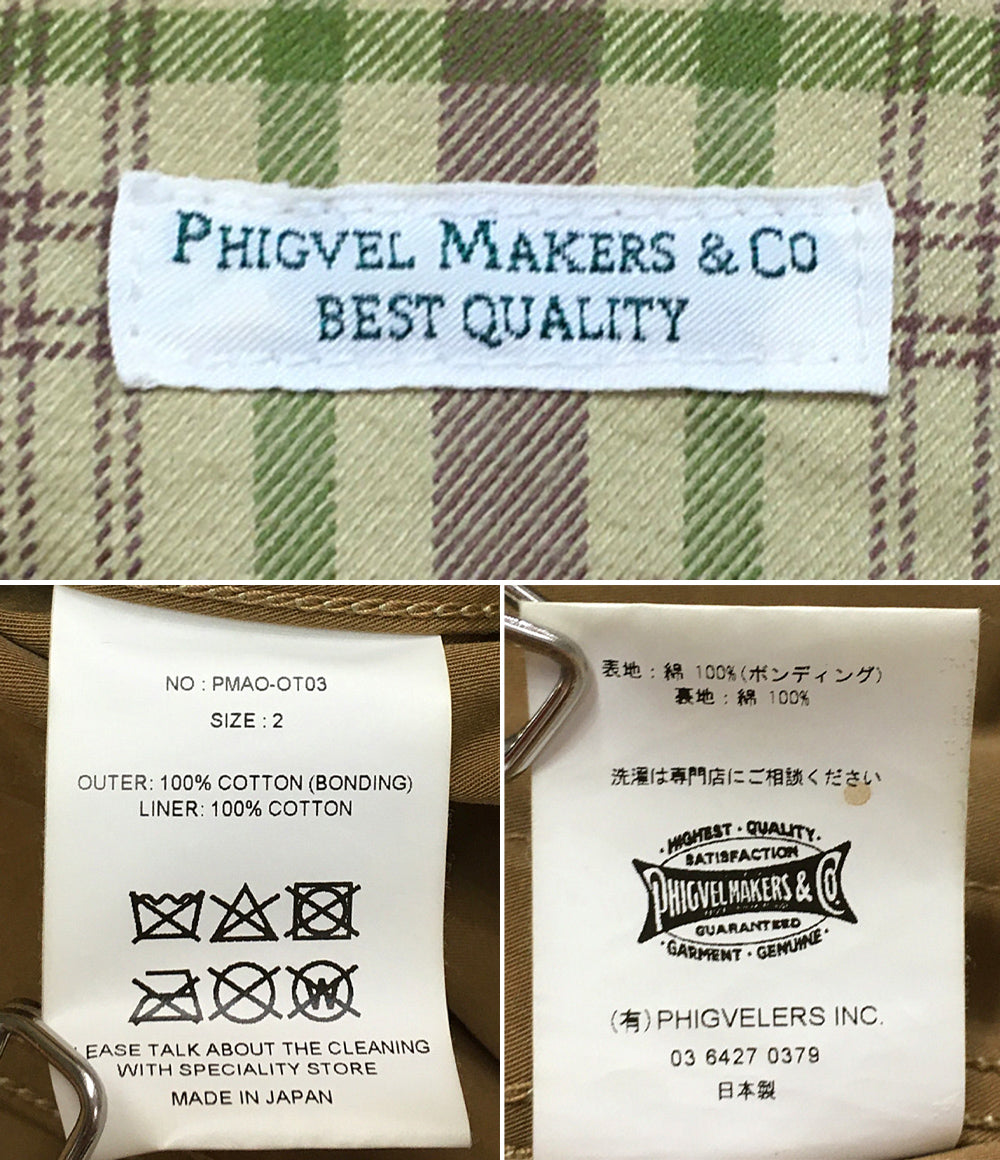 PHIGVEL MAKERS & CO
BEST QUALITY
NO : PMAO-OT03
SIZE : 2
OUTER: 100% COTTON (BONDING)
LINER: 100% COTTON
W
EASE TALK ABOUT THE CLEANING
WITH SPECIALITY STORE
MADE IN JAPAN
表地 : 綿 100%(ボンディング)
裏地 : 綿 100%
洗濯は専門店にご相談ください
· HIGHEST · QUALITY ·
SATISFACTION
PHIGVEL MAKERS & CO
GUARANTEED
· GARMENT · GENUINE ·
(有) PHIGVELERS INC.
03 6427 0379
日本製